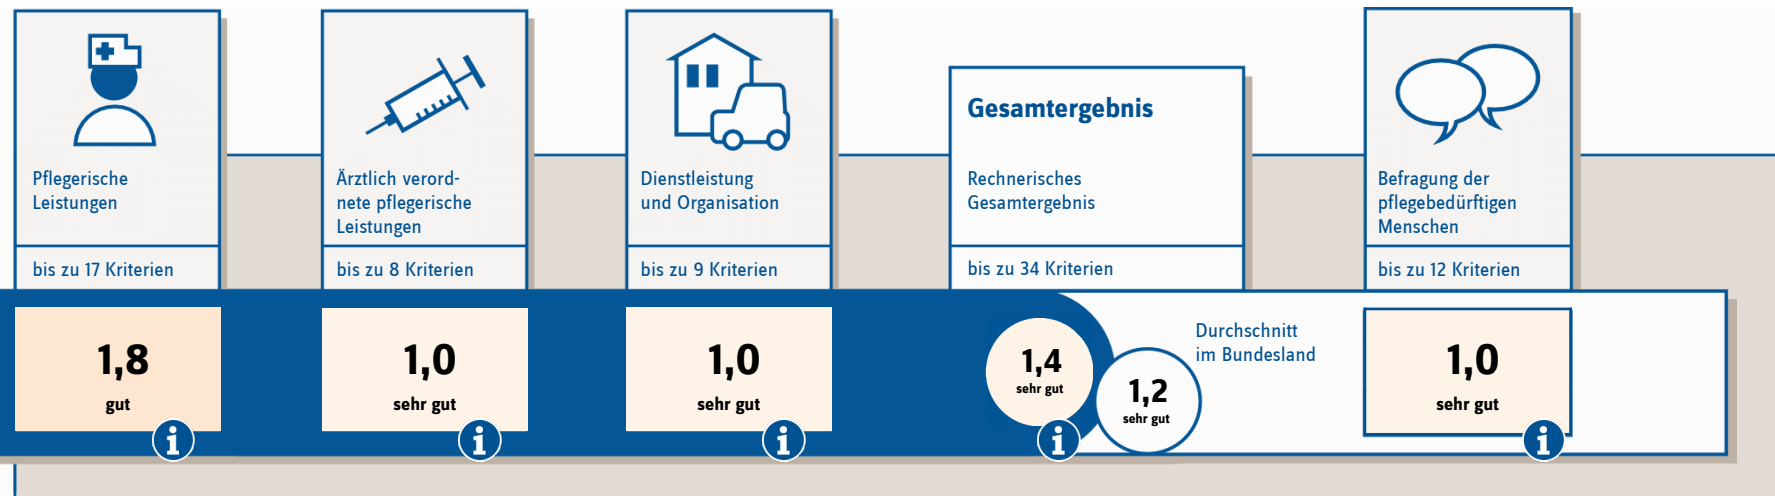 Pflegerische
Leistungen
bis zu 17 Kriterien
1,8
gut
i
Ärztlich verord-
nete pflegerische
Leistungen
bis zu 8 Kriterien
1,0
sehr gut
i
Dienstleistung
und Organisation
bis zu 9 Kriterien
1,0
sehr gut
i
Gesamtergebnis
Rechnerisches
Gesamtergebnis
bis zu 34 Kriterien
1,4
sehr gut
i
1,2
sehr gut
Durchschnitt
im Bundesland
Befragung der
pflegebedürftigen
Menschen
bis zu 12 Kriterien
1,0
sehr gut
i